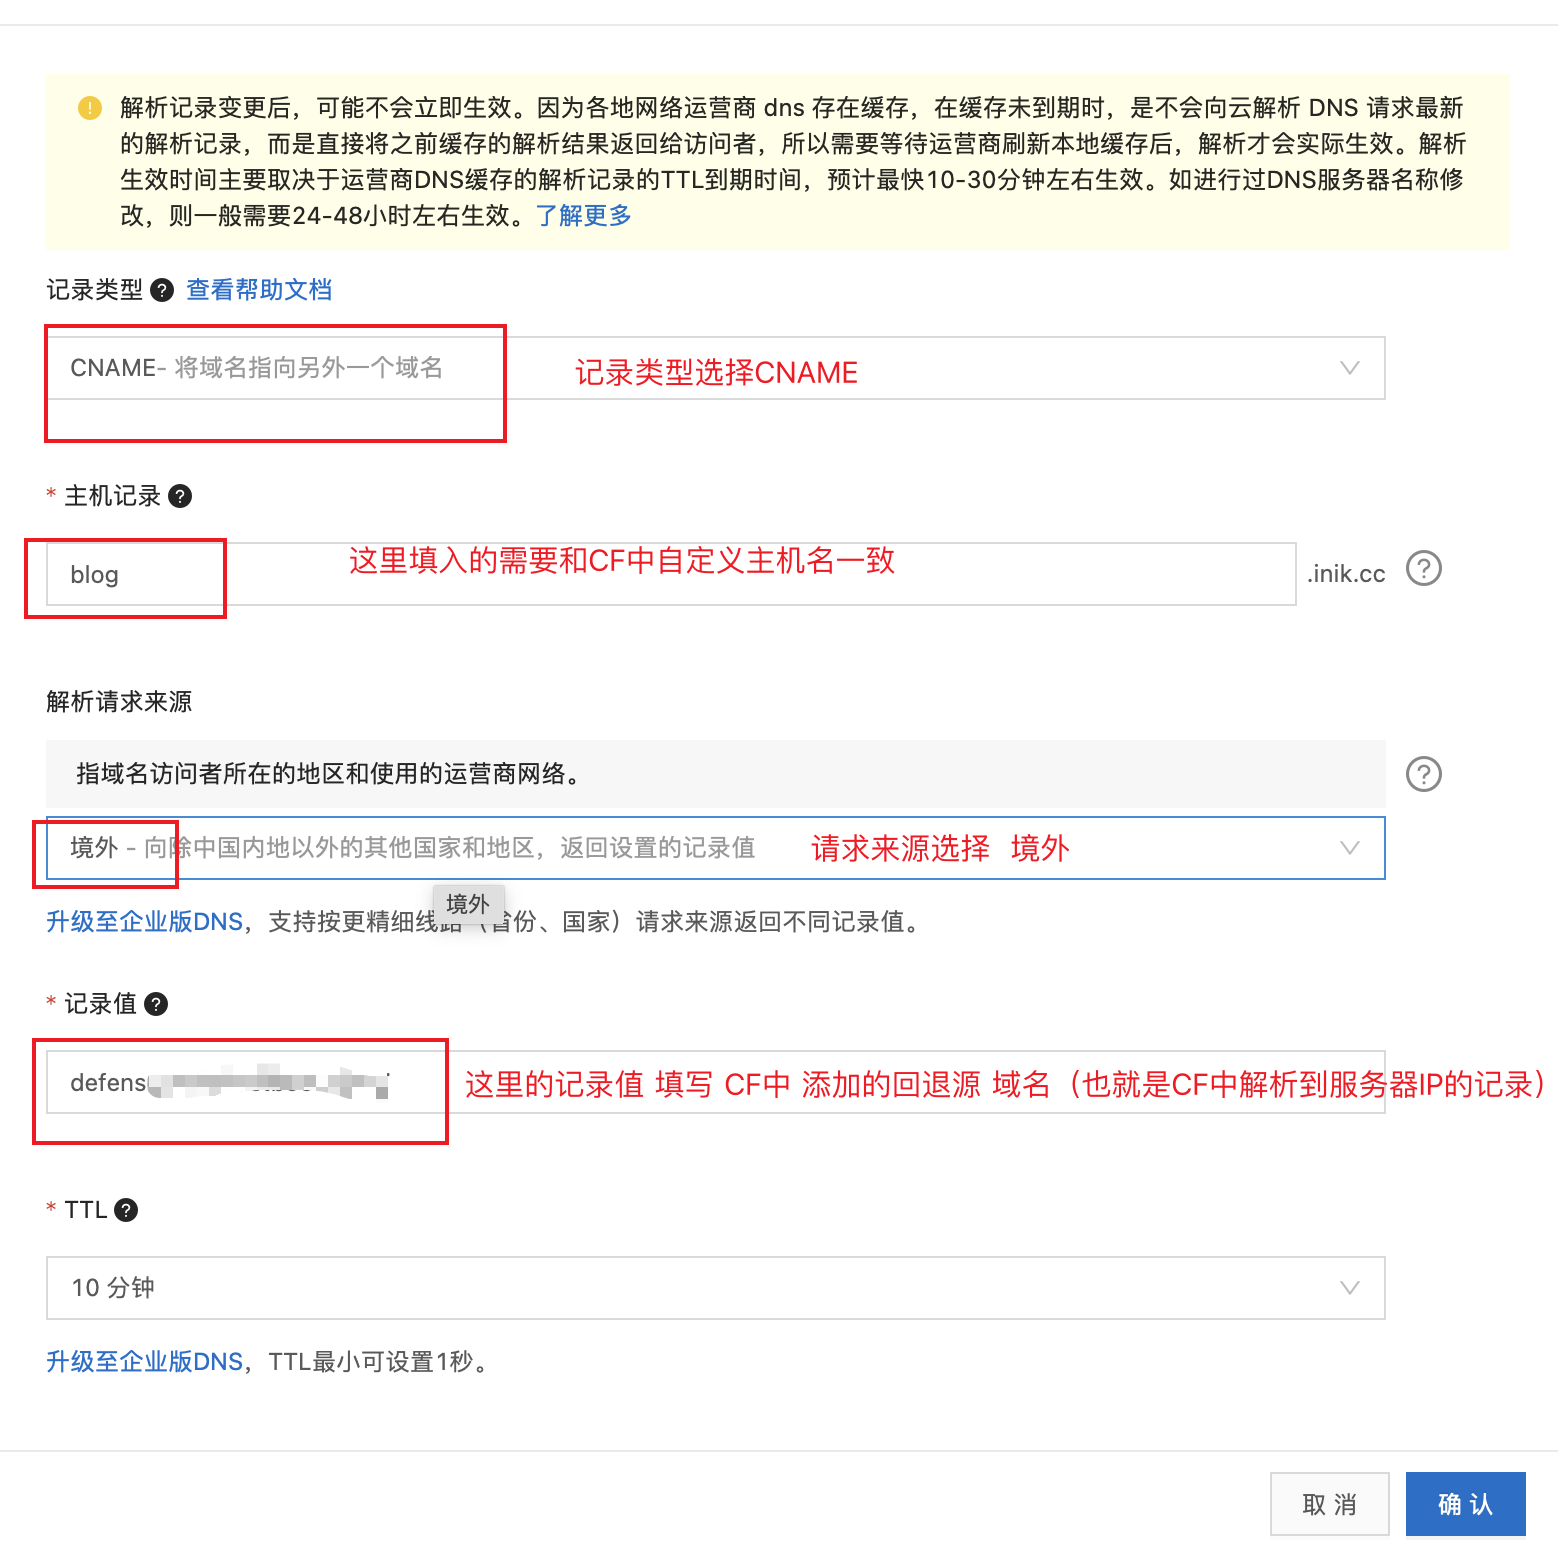 解析记录变更后，可能不会立即生效。因为各地网络运营商 dns 存在缓存，在缓存未到期时，是不会向云解析 DNS 请求最新
的解析记录，而是直接将之前缓存的解析结果返回给访问者，所以需要等待运营商刷新本地缓存后，解析才会实际生效。解析
生效时间主要取决于运营商DNS缓存的解析记录的TTL到期时间，预计最快10-30分钟左右生效。如进行过DNS服务器名称修
改，则一般需要24-48小时左右生效。了解更多
记录类型 查看帮助文档
CNAME- 将域名指向另外一个域名 记录类型选择CNAME
* 主机记录
blog 这里填入的需要和CF中自定义主机名一致 .inik.cc
解析请求来源
指域名访问者所在的地区和使用的运营商网络。
境外 - 向除中国内地以外的其他国家和地区，返回设置的记录值 请求来源选择 境外
境外
升级至企业版DNS，支持按更精细线路（省份、国家）请求来源返回不同记录值。
* 记录值
defens 这里的记录值 填写 CF中 添加的回退源 域名（也就是CF中解析到服务器IP的记录）
* TTL
10 分钟
升级至企业版DNS，TTL最小可设置1秒。
取 消 确 认